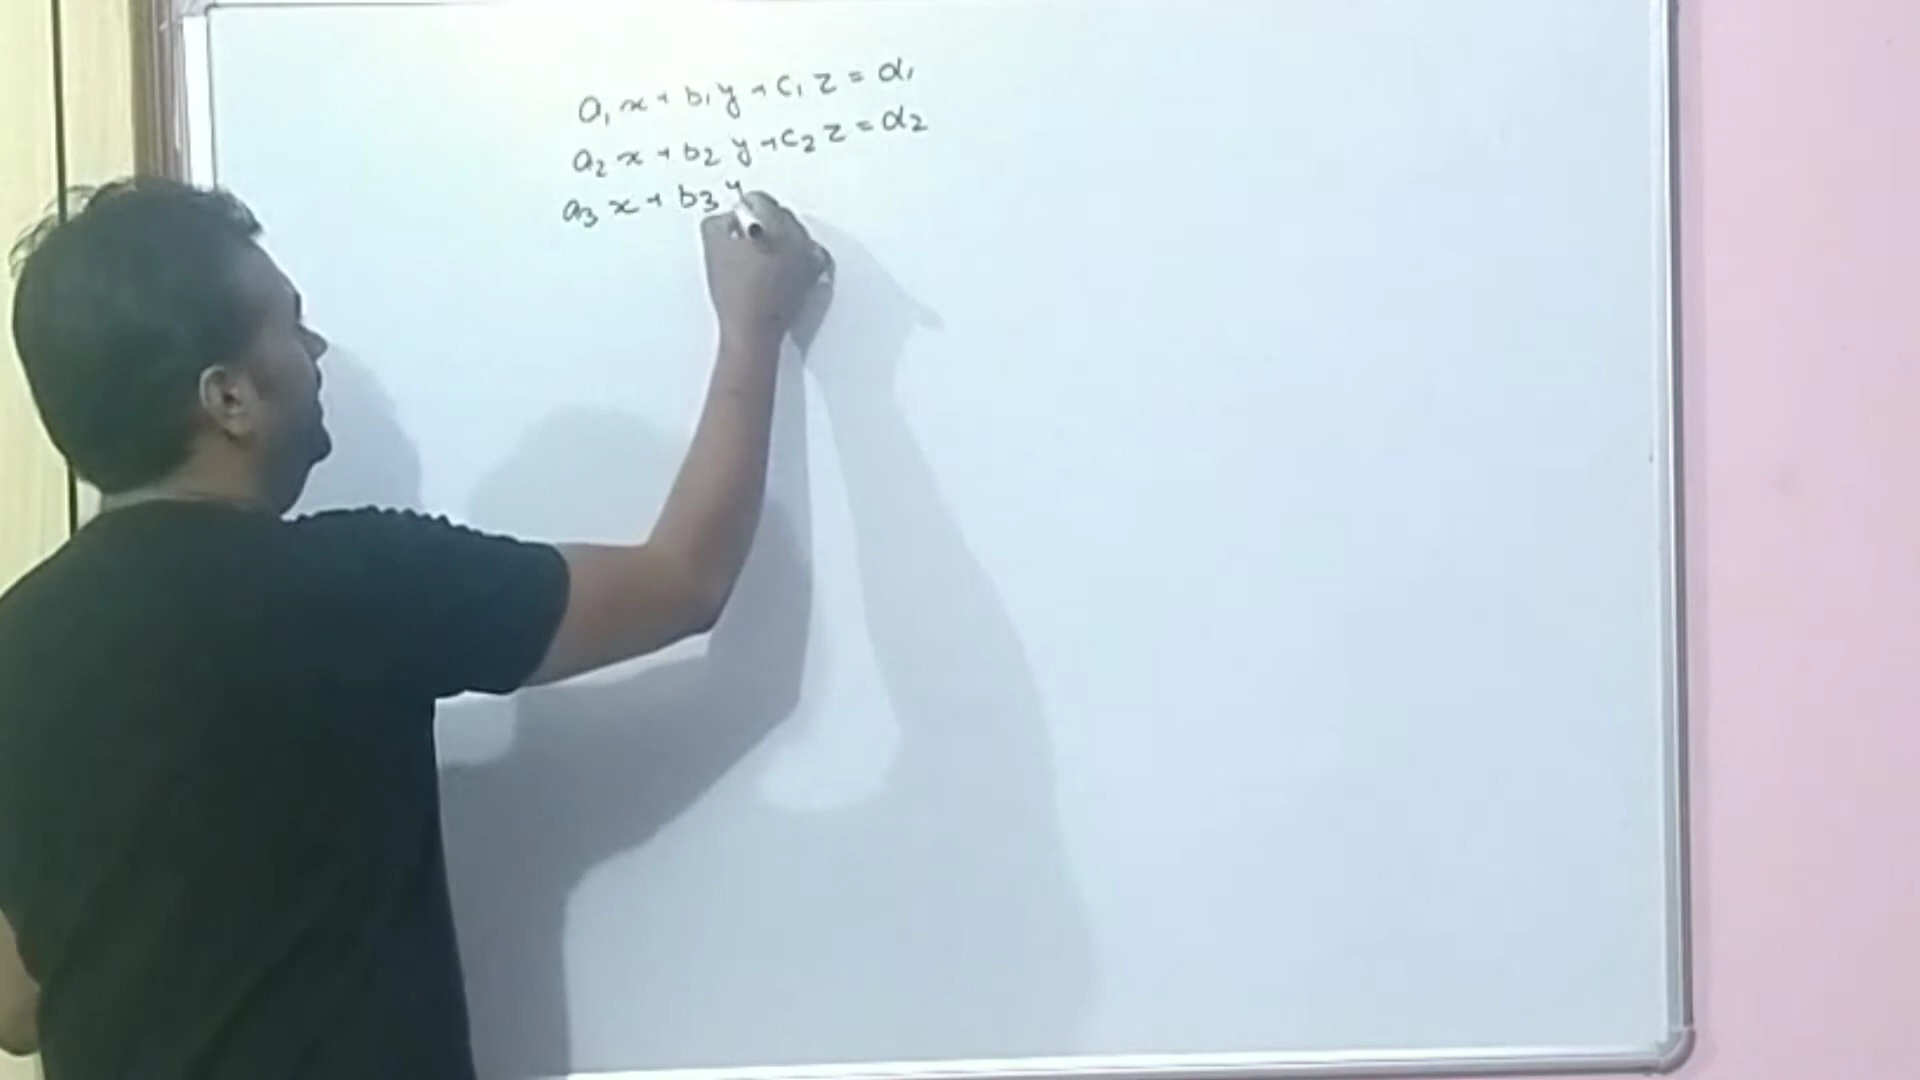 a₁x + b₁y + c₁z = d₁
a₂x + b₂y + c₂z = d₂
a₃x + b₃y